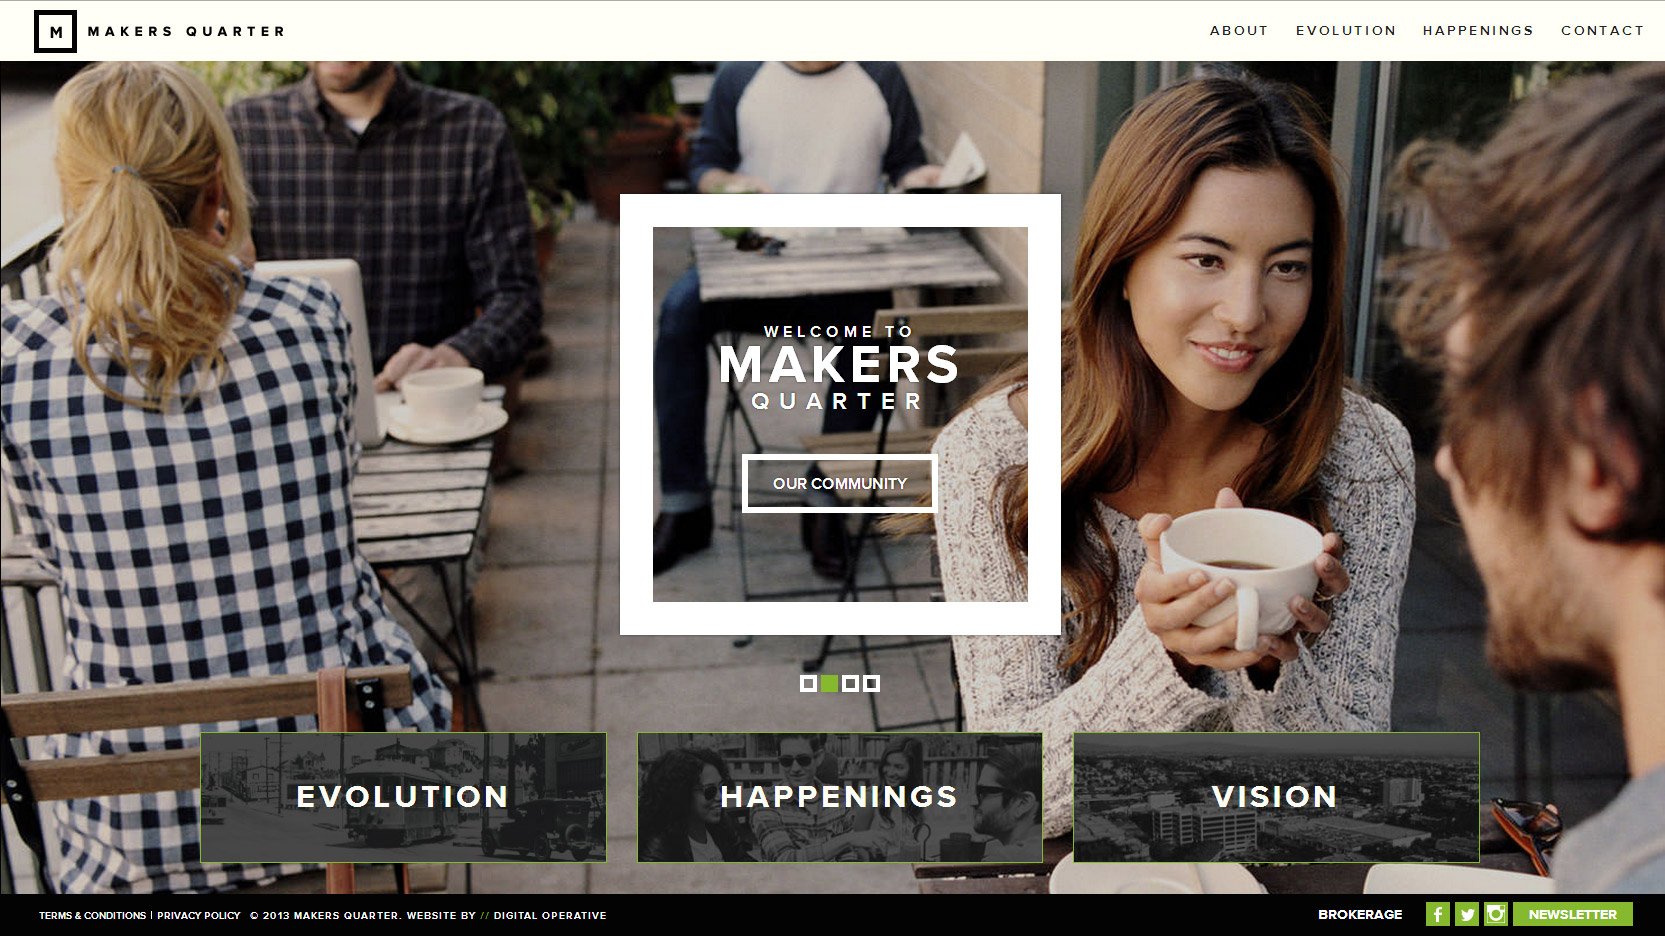 M MAKERS QUARTER
ABOUT EVOLUTION HAPPENINGS CONTACT
WELCOME TO
MAKERS
QUARTER
OUR COMMUNITY
EVOLUTION
HAPPENINGS
VISION
TERMS & CONDITIONS | PRIVACY POLICY © 2013 MAKERS QUARTER. WEBSITE BY // DIGITAL OPERATIVE
BROKERAGE
NEWSLETTER